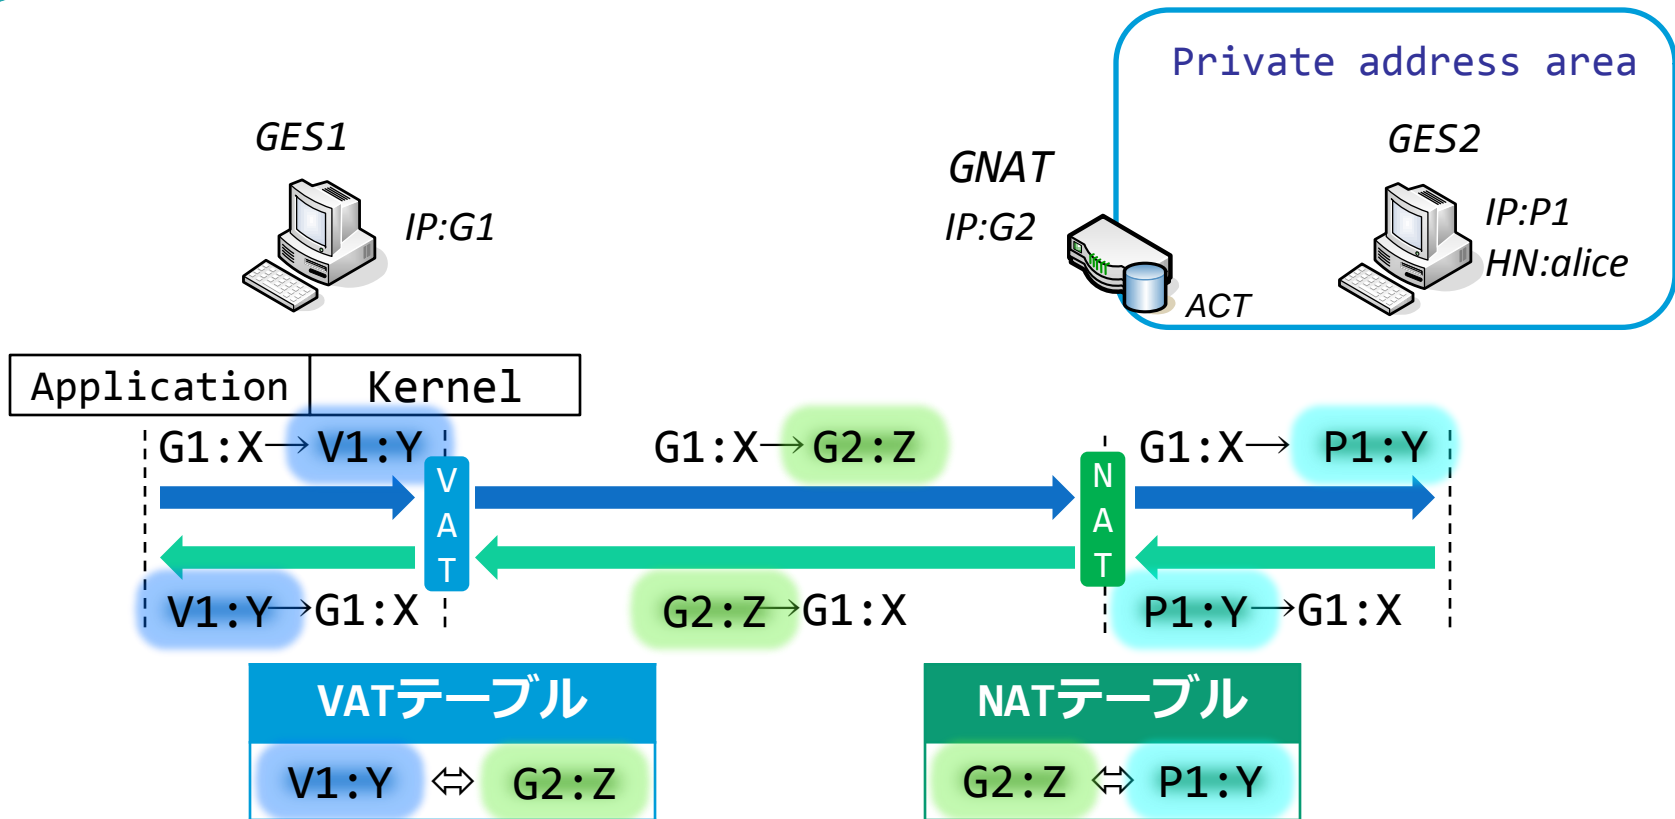 Private address area
GES1
IP:G1
GNAT
IP:G2
ACT
GES2
IP:P1
HN:alice
Application
Kernel
G1:X→V1:Y
G1:X→G2:Z
G1:X→P1:Y
VAT
NAT
V1:Y→G1:X
G2:Z→G1:X
P1:Y→G1:X
VATテーブル
V1:Y⇔G2:Z
NATテーブル
G2:Z⇔P1:Y